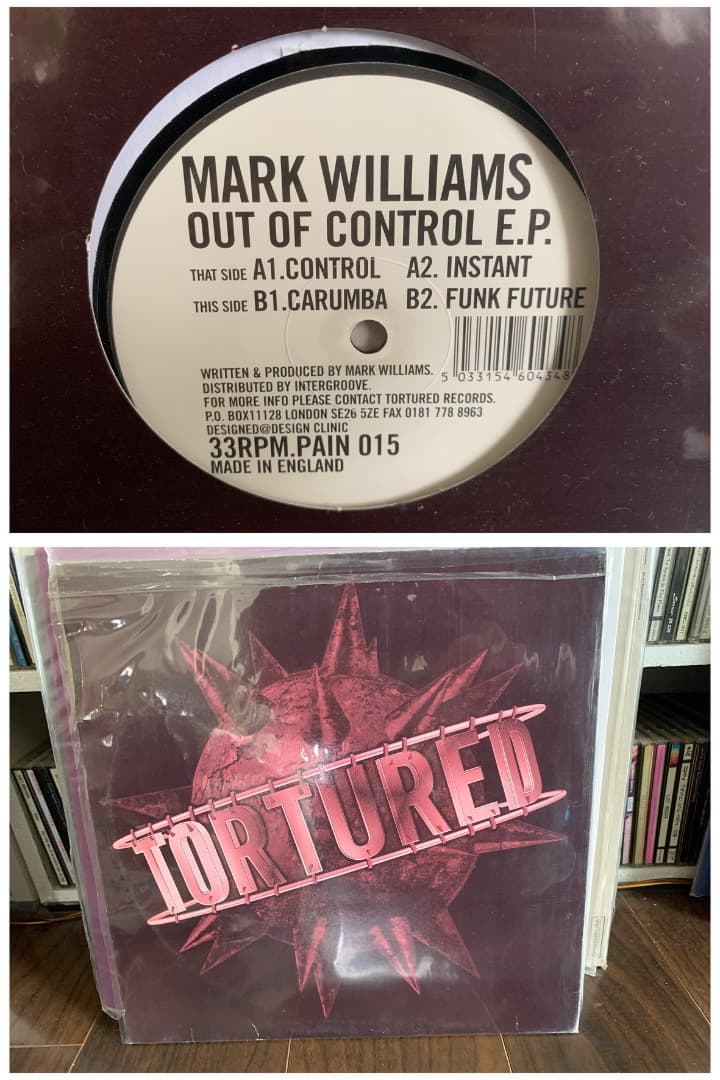 MARK WILLIAMS
OUT OF CONTROL E.P.
THAT SIDE A1.CONTROL A2. INSTANT
THIS SIDE B1.CARUMBA B2. FUNK FUTURE
WRITTEN & PRODUCED BY MARK WILLIAMS.
5 033154 604348
DISTRIBUTED BY INTERGROOVE.
FOR MORE INFO PLEASE CONTACT TORTURED RECORDS.
P.O. BOX11128 LONDON SE26 5ZE FAX 0181 778 8963
DESIGNED@DESIGN CLINIC
33RPM.PAIN 015
MADE IN ENGLAND
TORTURED